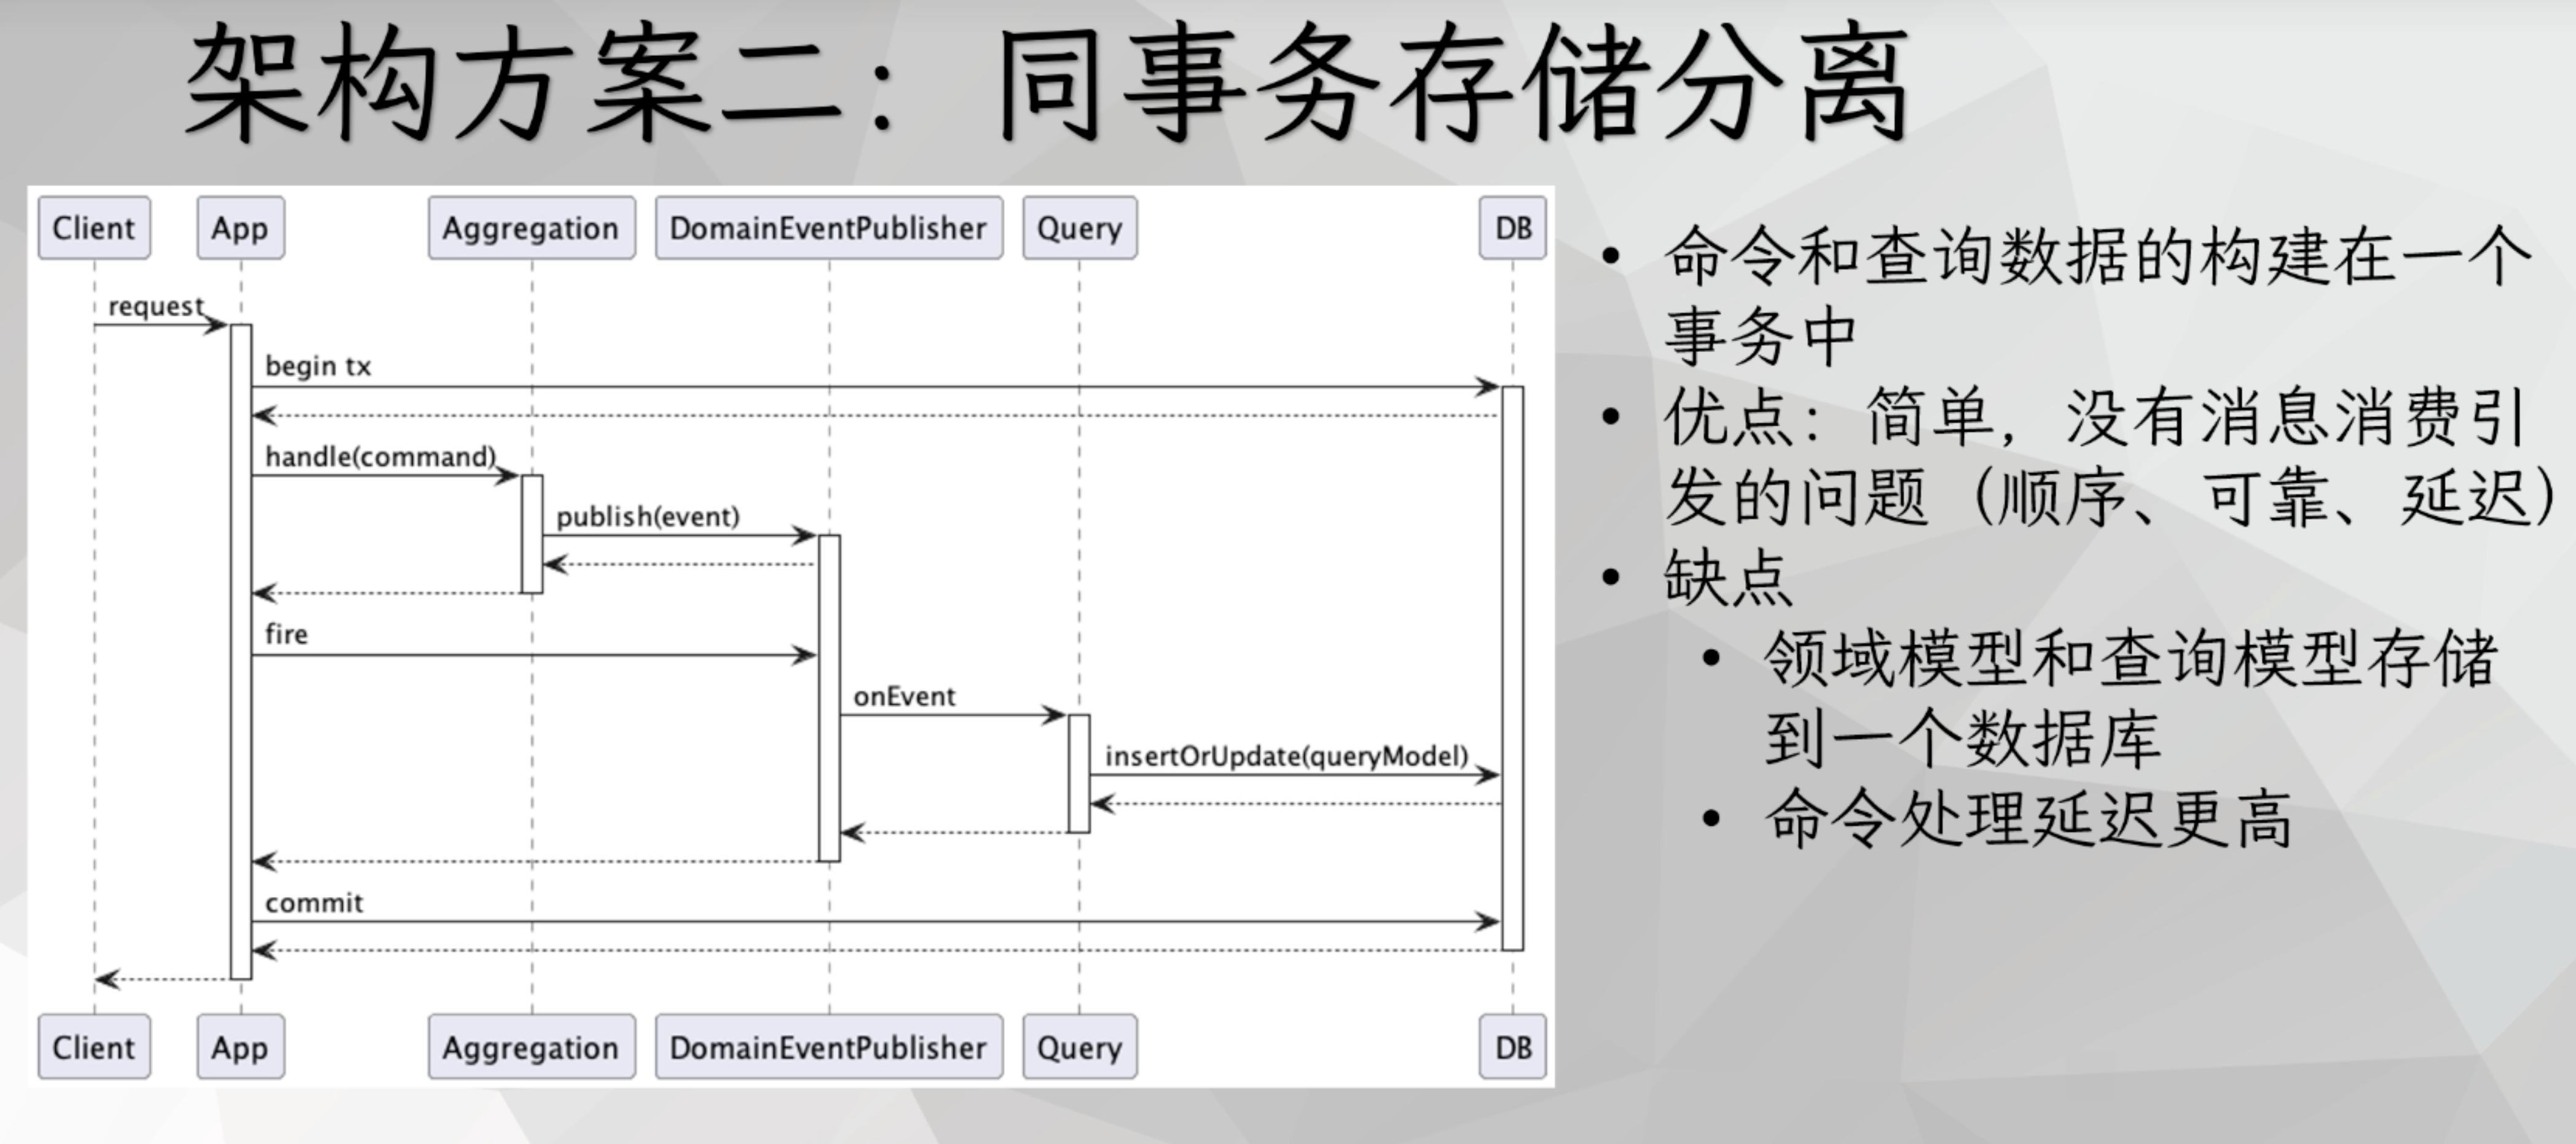 架构方案二：同事务存储分离
Client App Aggregation DomainEventPublisher Query DB
request
begin tx
handle(command)
publish(event)
fire
onEvent
insertOrUpdate(queryModel)
commit
Client App Aggregation DomainEventPublisher Query DB
• 命令和查询数据的构建在一个
事务中
• 优点：简单，没有消息消费引
发的问题（顺序、可靠、延迟）
• 缺点
• 领域模型和查询模型存储
到一个数据库
• 命令处理延迟更高